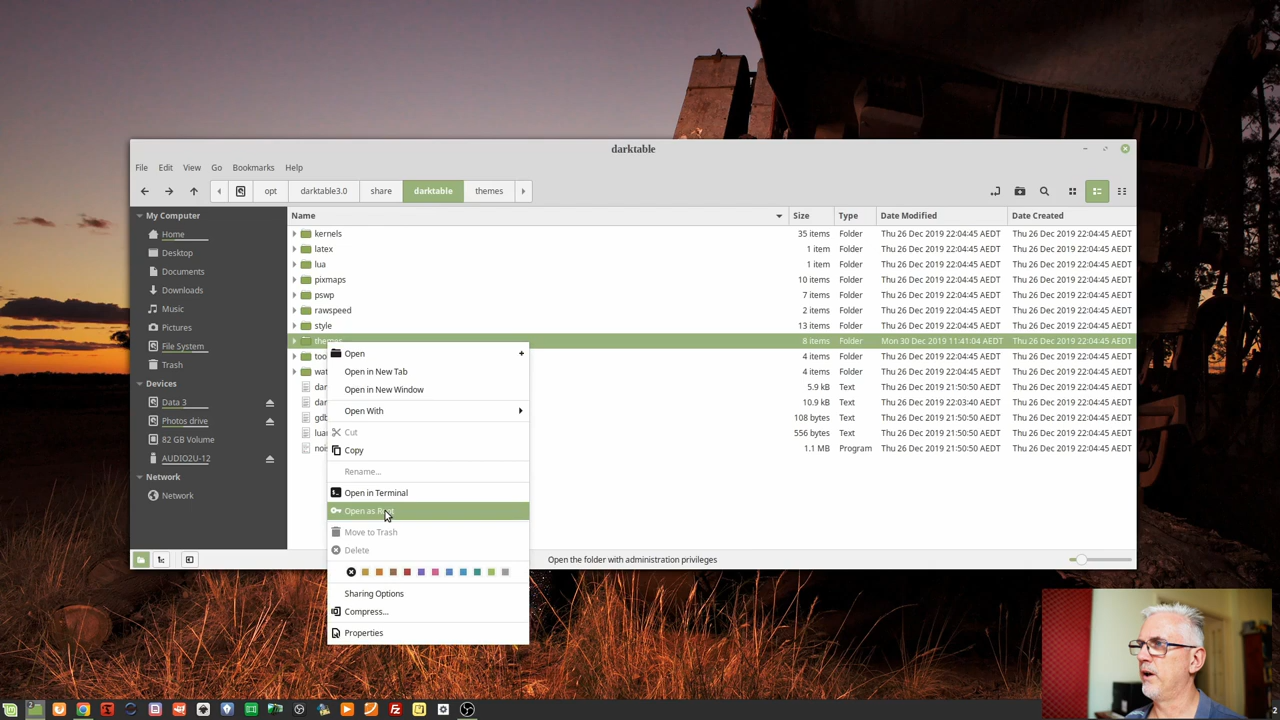 darktable
File Edit View Go Bookmarks Help
opt darktable3.0 share darktable themes
My Computer
Home
Desktop
Documents
Downloads
Music
Pictures
File System
Trash
Devices
Data 3
Photos drive
82 GB Volume
AUDIO2U-12
Network
Network
Name Size Type Date Modified Date Created
kernels 35 items Folder Thu 26 Dec 2019 22:04:45 AEDT Thu 26 Dec 2019 22:04:45 AEDT
latex 1 item Folder Thu 26 Dec 2019 22:04:45 AEDT Thu 26 Dec 2019 22:04:45 AEDT
lua 1 item Folder Thu 26 Dec 2019 22:04:45 AEDT Thu 26 Dec 2019 22:04:45 AEDT
pixmaps 10 items Folder Thu 26 Dec 2019 22:04:45 AEDT Thu 26 Dec 2019 22:04:45 AEDT
pswp 7 items Folder Thu 26 Dec 2019 22:04:45 AEDT Thu 26 Dec 2019 22:04:45 AEDT
rawspeed 2 items Folder Thu 26 Dec 2019 22:04:45 AEDT Thu 26 Dec 2019 22:04:45 AEDT
style 13 items Folder Thu 26 Dec 2019 22:04:45 AEDT Thu 26 Dec 2019 22:04:45 AEDT
themes 8 items Folder Mon 30 Dec 2019 11:41:04 AEDT Thu 26 Dec 2019 22:04:45 AEDT
too 4 items Folder Thu 26 Dec 2019 22:04:45 AEDT Thu 26 Dec 2019 22:04:45 AEDT
wat 4 items Folder Thu 26 Dec 2019 22:04:45 AEDT Thu 26 Dec 2019 22:04:45 AEDT
dar 5.9 kB Text Thu 26 Dec 2019 21:50:50 AEDT Thu 26 Dec 2019 22:04:45 AEDT
dar 10.9 kB Text Thu 26 Dec 2019 22:03:40 AEDT Thu 26 Dec 2019 22:04:45 AEDT
gdb 108 bytes Text Thu 26 Dec 2019 21:50:50 AEDT Thu 26 Dec 2019 22:04:45 AEDT
lua 556 bytes Text Thu 26 Dec 2019 21:50:50 AEDT Thu 26 Dec 2019 22:04:45 AEDT
noi 1.1 MB Program Thu 26 Dec 2019 21:50:50 AEDT Thu 26 Dec 2019 22:04:45 AEDT
Open
Open in New Tab
Open in New Window
Open With
Cut
Copy
Rename...
Open in Terminal
Open as Root
Move to Trash
Delete
Sharing Options
Compress...
Properties
Open the folder with administration privileges
2
2